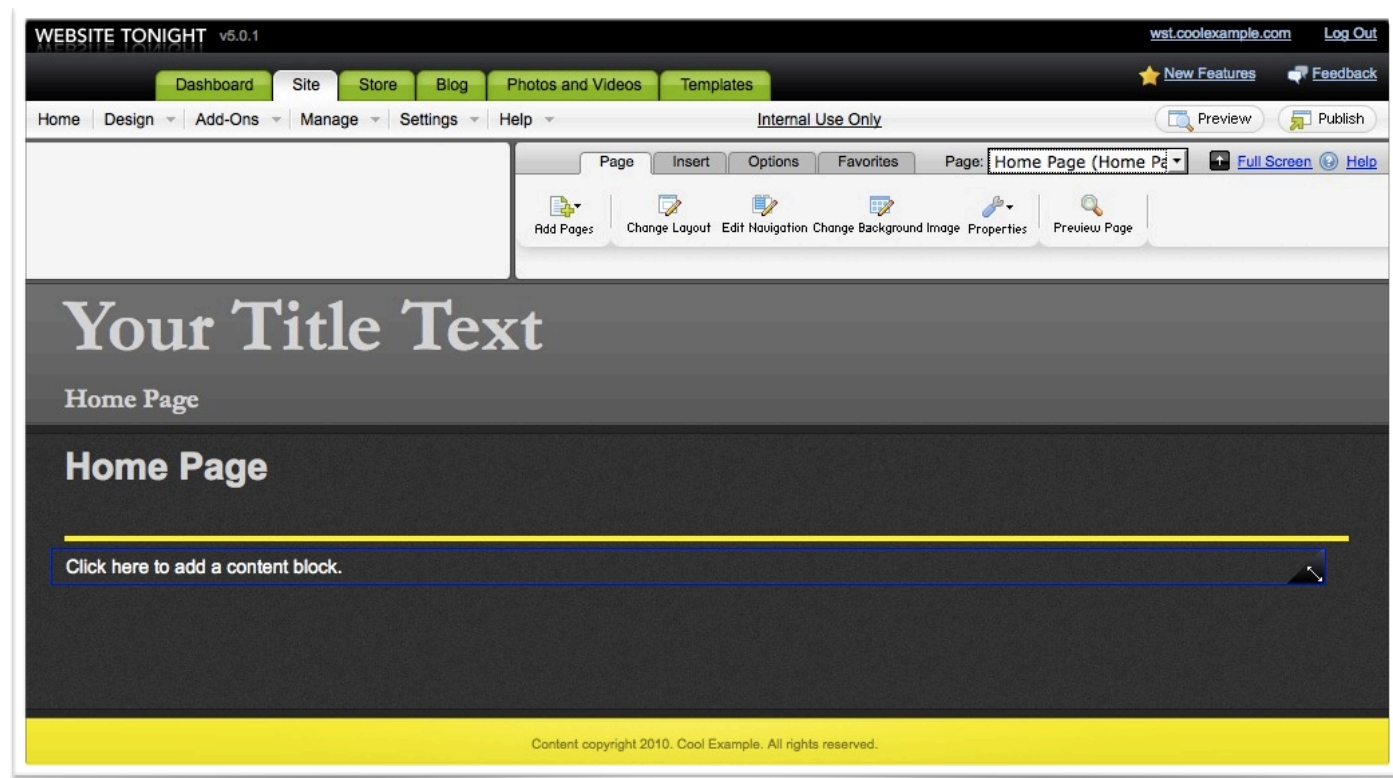 WEBSITE TONIGHT v5.0.1 wst.coolexample.com Log Out
Dashboard Site Store Blog Photos and Videos Templates New Features Feedback
Home Design Add-Ons Manage Settings Help Internal Use Only Preview Publish
Page Insert Options Favorites Page: Home Page (Home Pa Full Screen Help
Add Pages Change Layout Edit Navigation Change Background Image Properties Preview Page
Your Title Text
Home Page
Home Page
Click here to add a content block.
Content copyright 2010. Cool Example. All rights reserved.